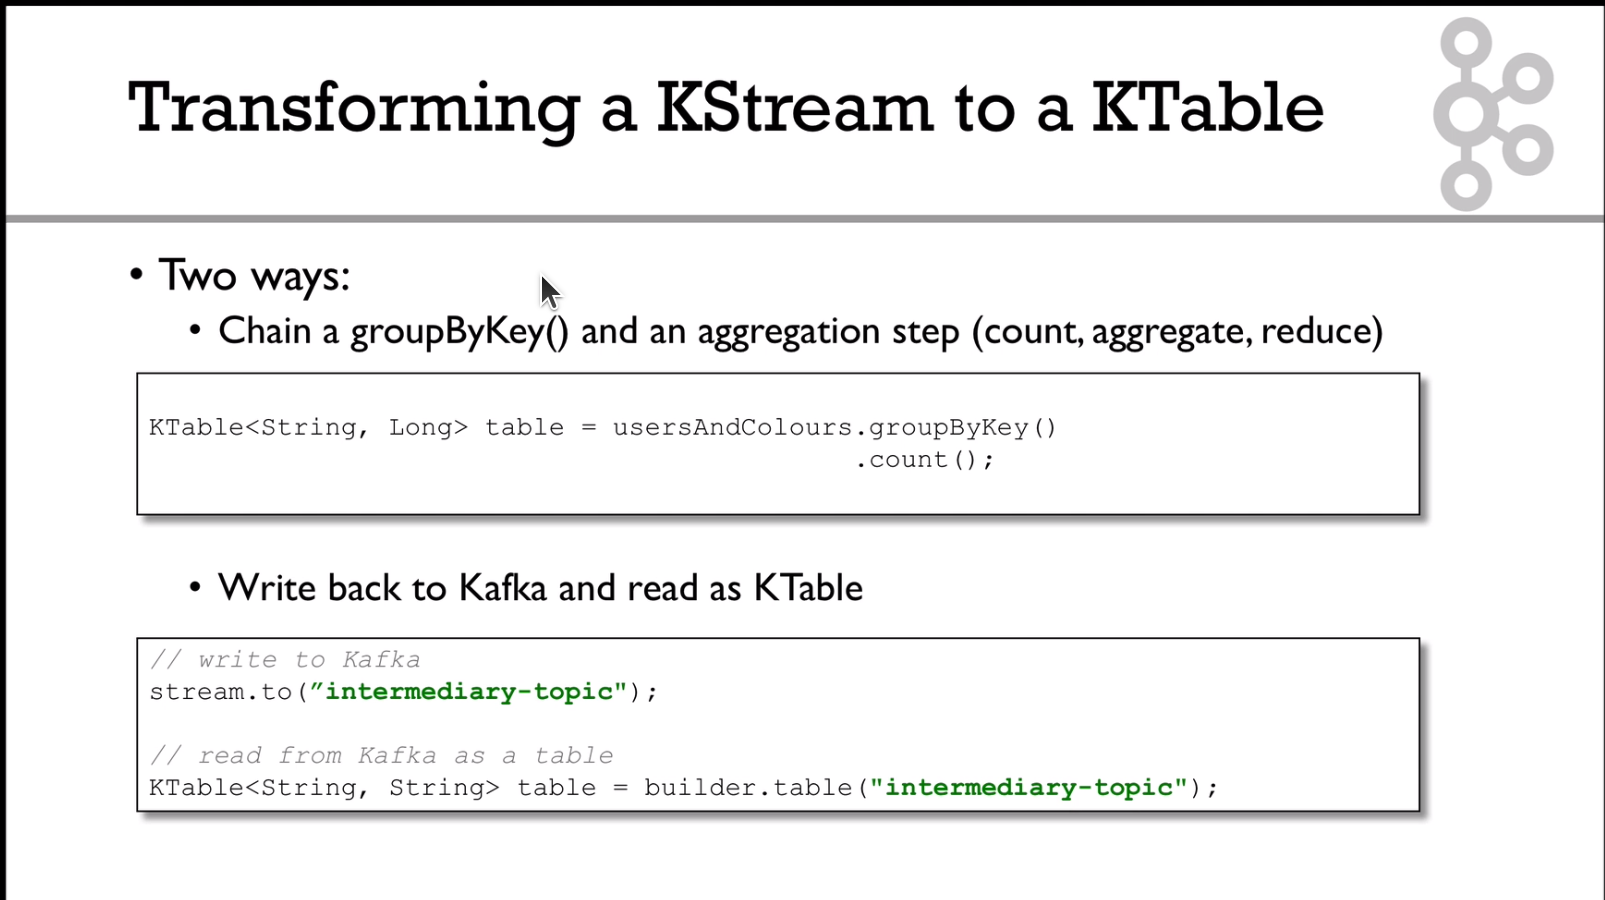 Transforming a KStream to a KTable
• Two ways:
• Chain a groupByKey() and an aggregation step (count, aggregate, reduce)
KTable<String, Long> table = usersAndColours.groupByKey()
.count();
• Write back to Kafka and read as KTable
// write to Kafka
stream.to(”intermediary-topic");
// read from Kafka as a table
KTable<String, String> table = builder.table("intermediary-topic");